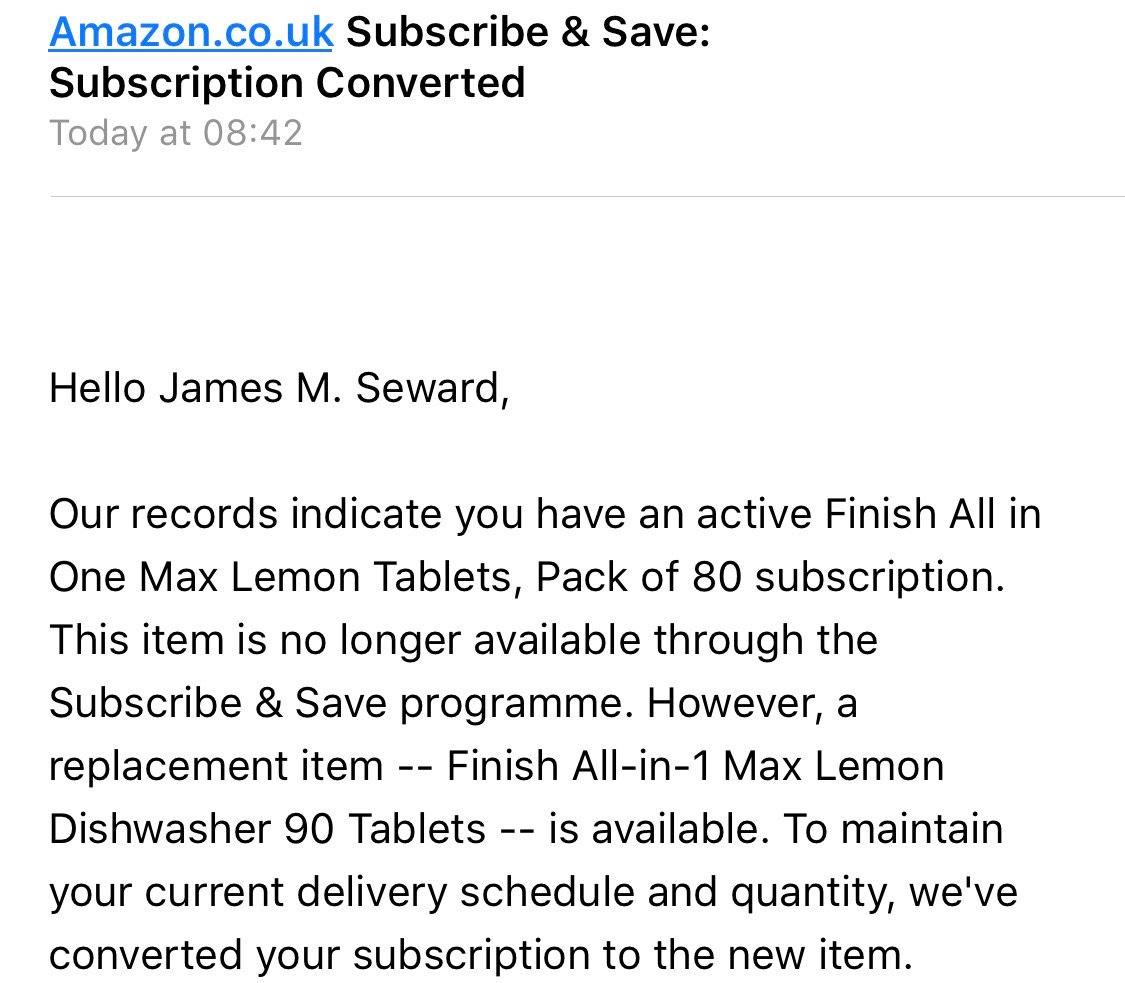 Amazon.co.uk Subscribe & Save:
Subscription Converted
Today at 08:42
Hello James M. Seward,
Our records indicate you have an active Finish All in
One Max Lemon Tablets, Pack of 80 subscription.
This item is no longer available through the
Subscribe & Save programme. However, a
replacement item -- Finish All-in-1 Max Lemon
Dishwasher 90 Tablets -- is available. To maintain
your current delivery schedule and quantity, we've
converted your subscription to the new item.